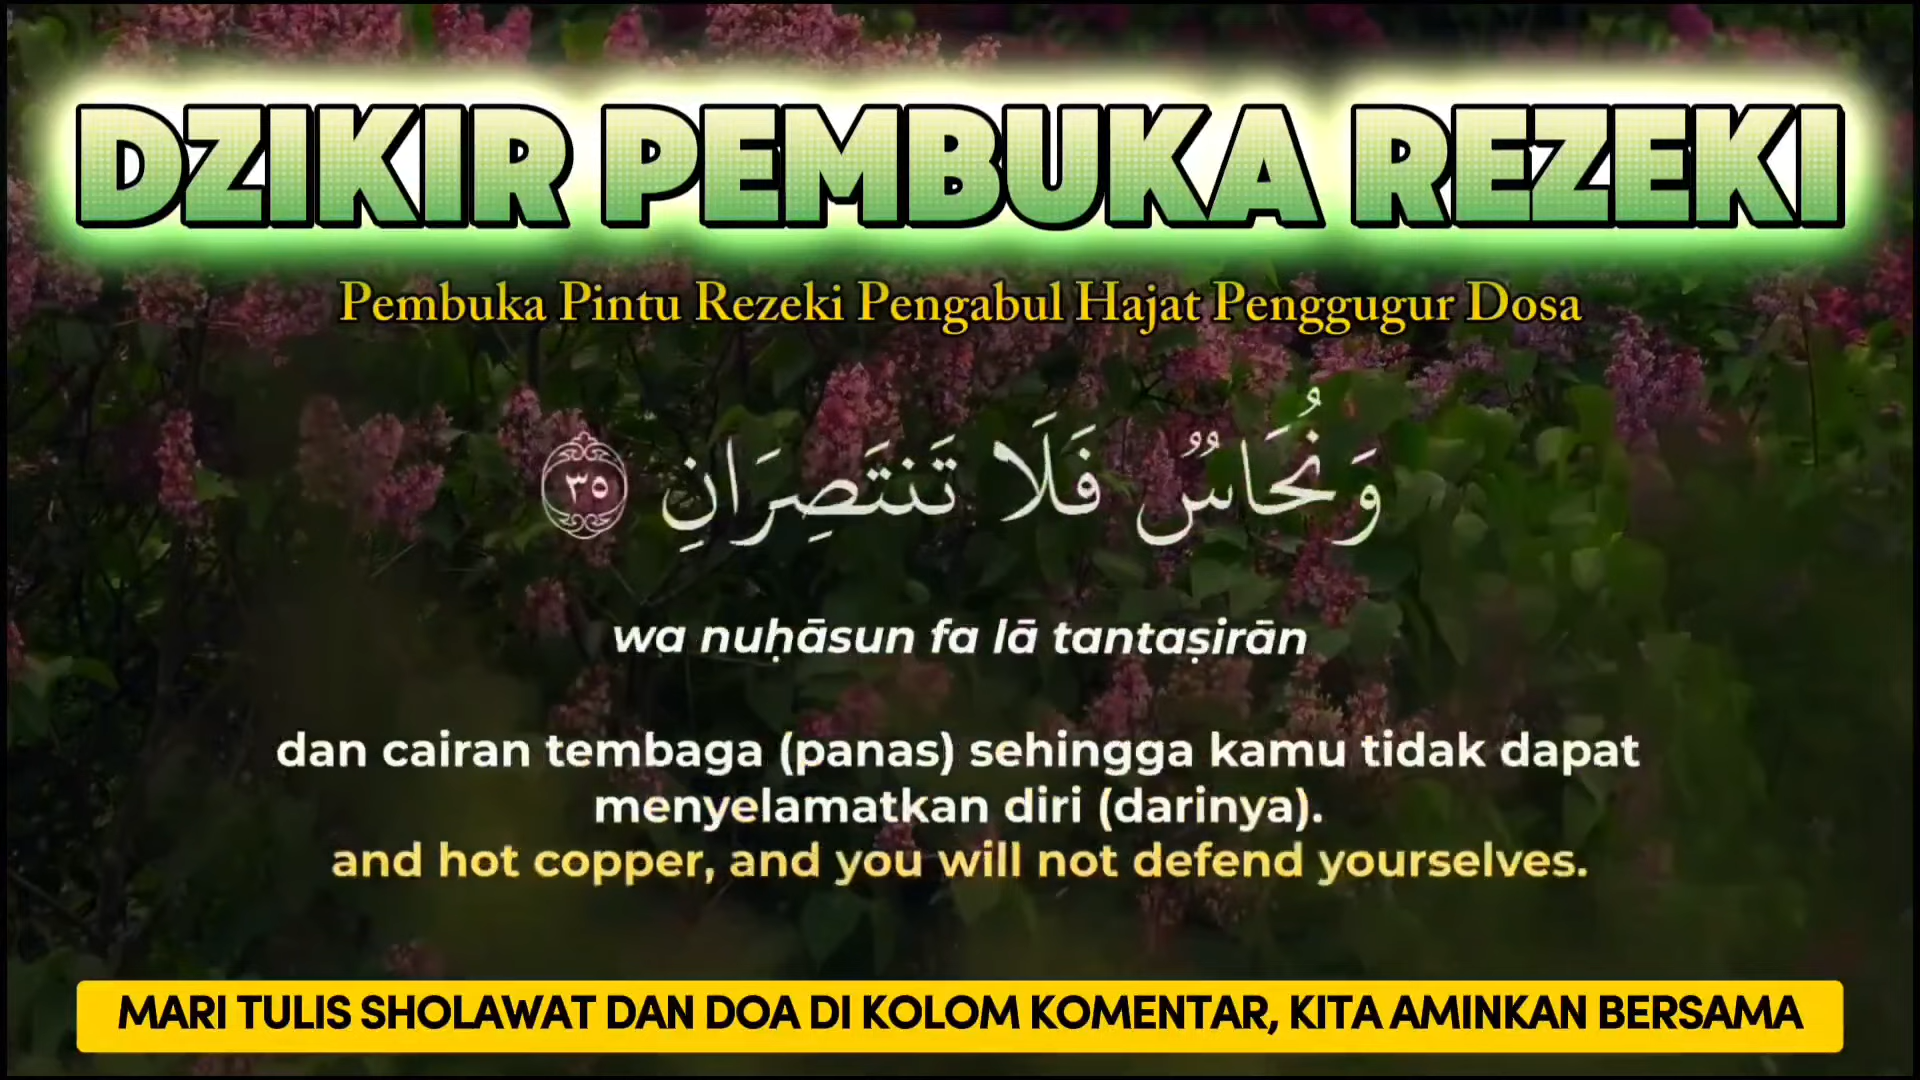 DZIKIR PEMBUKA REZEKI
Pembuka Pintu Rezeki Pengabul Hajat Penggugur Dosa
وَنُحَاسٌ فَلَا تَنتَصِرَانِ ٣٥
wa nuḥāsun fa lā tantaṣirān
dan cairan tembaga (panas) sehingga kamu tidak dapat
menyelamatkan diri (darinya).
and hot copper, and you will not defend yourselves.
MARI TULIS SHOLAWAT DAN DOA DI KOLOM KOMENTAR, KITA AMINKAN BERSAMA